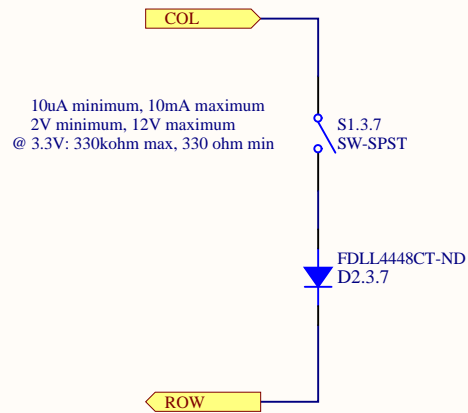 COL
10uA minimum, 10mA maximum
2V minimum, 12V maximum
@ 3.3V: 330kohm max, 330 ohm min
S1.3.7
SW-SPST
FDLL4448CT-ND
D2.3.7
ROW